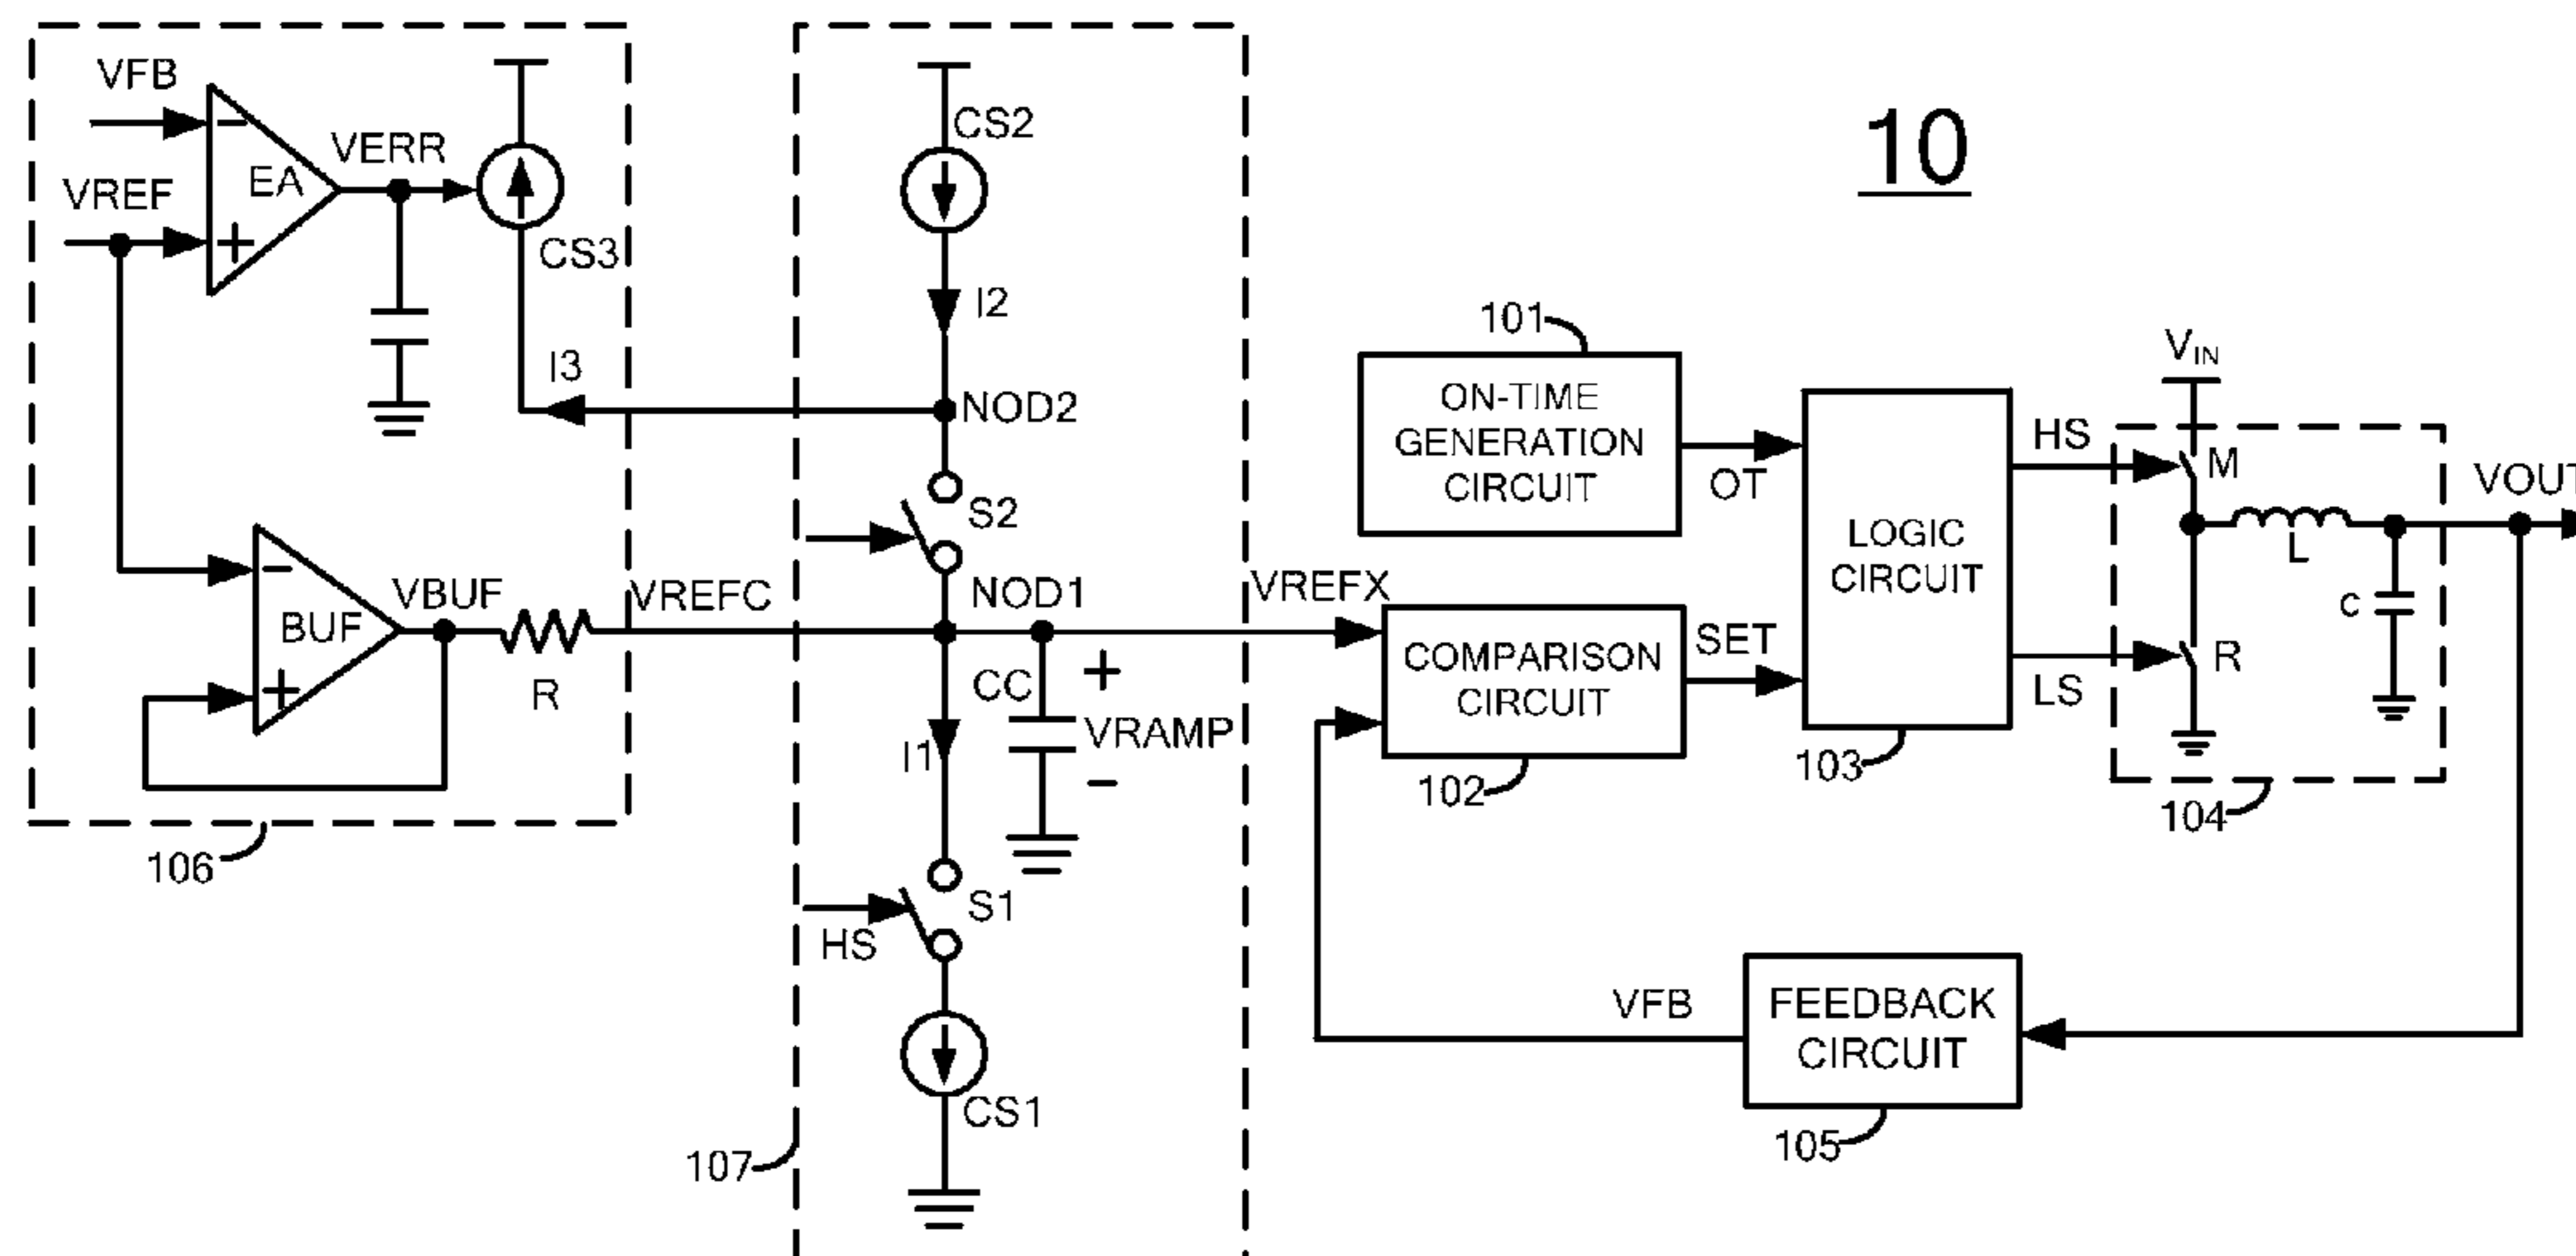 VFB
VREF
EA
VERR
CS3
I3
-
+
BUF
-
+
VBUF
R
VREFC
106
CS2
I2
NOD2
S2
NOD1
I1
CC
+
VRAMP
-
HS
S1
CS1
107
VREFX
10
101
ON-TIME
GENERATION
CIRCUIT
OT
COMPARISON
CIRCUIT
102
SET
LOGIC
CIRCUIT
103
HS
LS
VIN
M
R
L
C
104
VOUT
VFB
FEEDBACK
CIRCUIT
105